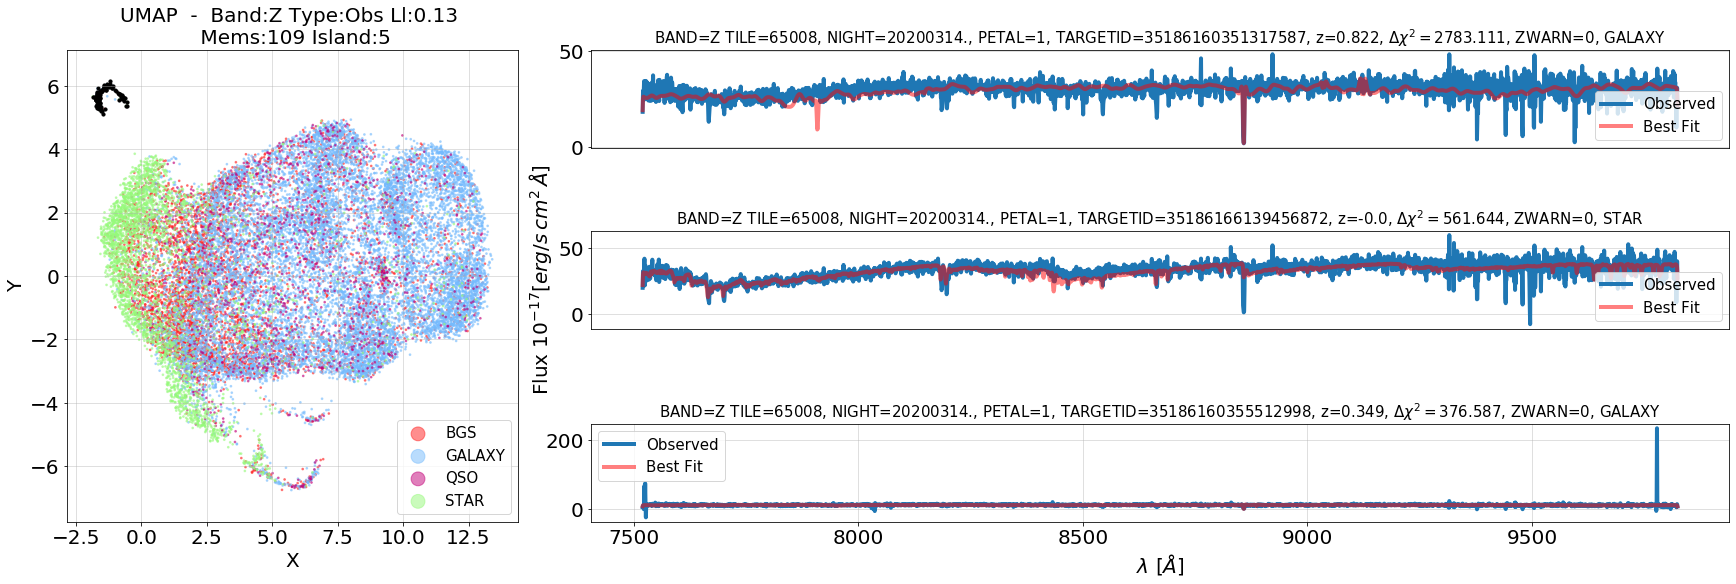 UMAP - Band:Z Type:Obs Ll:0.13
Mems:109 Island:5
Y
6
4
2
0
−2
−4
−6
BGS
GALAXY
QSO
STAR
−2.5 0.0 2.5 5.0 7.5 10.0 12.5
X
Flux 10⁻¹⁷[erg/s cm² Å]
BAND=Z TILE=65008, NIGHT=20200314., PETAL=1, TARGETID=35186160351317587, z=0.822, Δχ² = 2783.111, ZWARN=0, GALAXY
50
0
Observed
Best Fit
BAND=Z TILE=65008, NIGHT=20200314., PETAL=1, TARGETID=35186166139456872, z=-0.0, Δχ² = 561.644, ZWARN=0, STAR
50
0
Observed
Best Fit
BAND=Z TILE=65008, NIGHT=20200314., PETAL=1, TARGETID=35186160355512998, z=0.349, Δχ² = 376.587, ZWARN=0, GALAXY
200
0
Observed
Best Fit
7500 8000 8500 9000 9500
λ [Å]